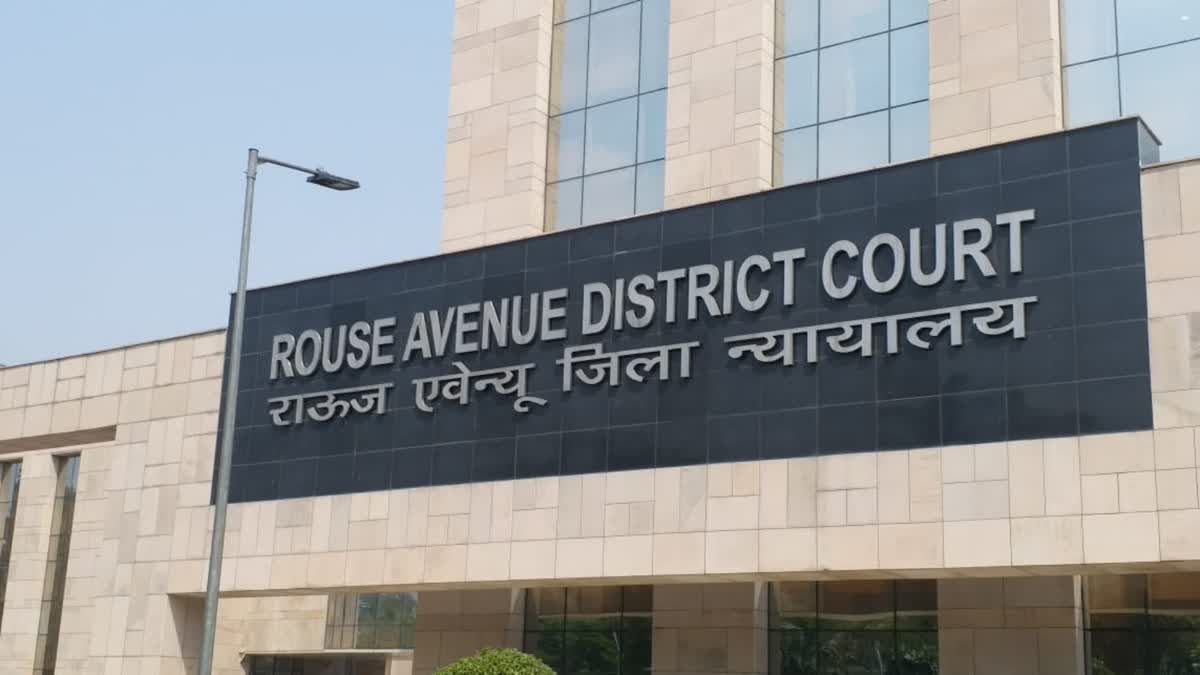 ROUSE AVENUE DISTRICT COURT
राऊज एवेन्यू जिला न्यायालय